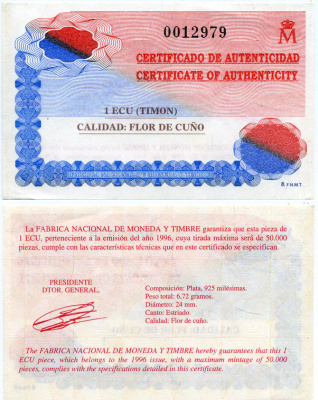 0012979
M
CERTIFICADO DE AUTENTICIDAD
CERTIFICATE OF AUTHENTICITY
1 ECU (TIMON)
CALIDAD: FLOR DE CUÑO
B F.N.M.T.
La FABRICA NACIONAL DE MONEDA Y TIMBRE garantiza que esta pieza de
1 ECU, perteneciente a la emisión del año 1996, cuya tirada máxima será de 50.000
piezas, cumple con las características técnicas que en este certificado se especifican.
PRESIDENTE
DTOR. GENERAL.
Composición: Plata, 925 milésimas.
Peso total: 6,72 gramos.
Diámetro: 24 mm.
Canto: Estriado.
Calidad: Flor de cuño.
The FABRICA NACIONAL DE MONEDA Y TIMBRE hereby guarantees that this 1
ECU piece, which belongs to the 1996 issue, with a maximum mintage of 50,000
pieces, complies with the specifications detailed in this certificate.